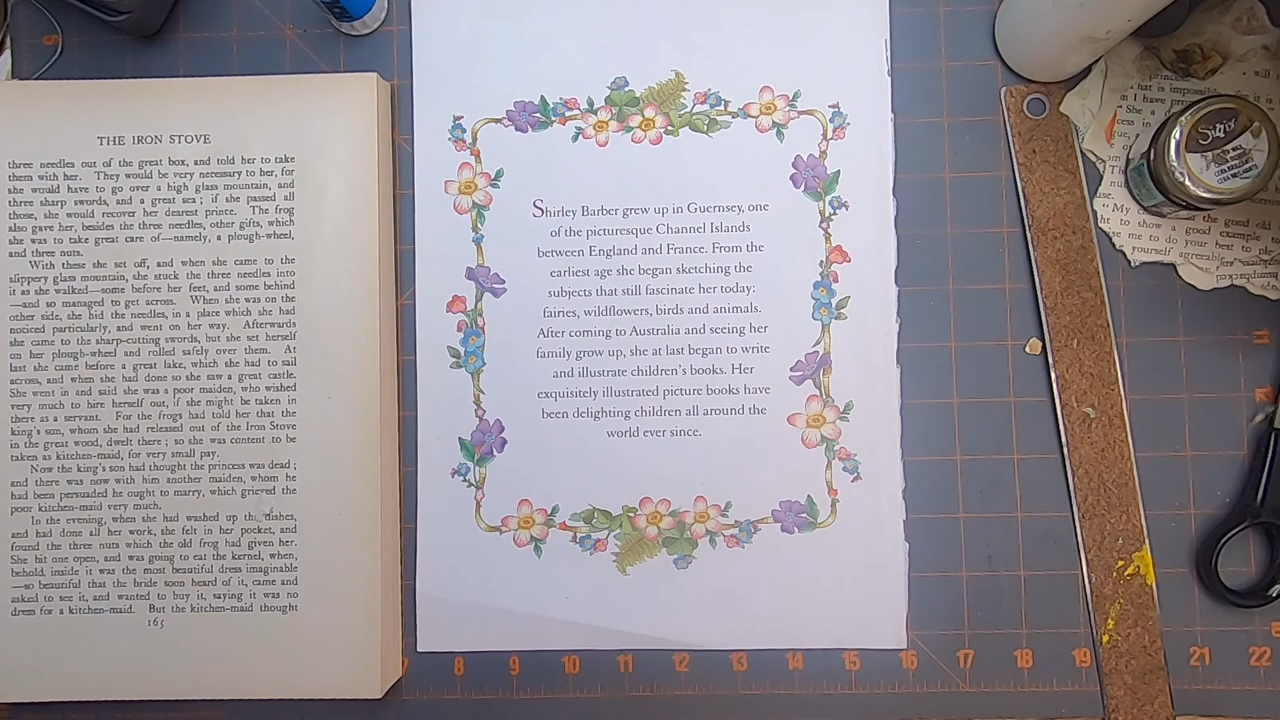 THE IRON STOVE
three needles out of the great box, and told her to take
them with her. They would be very necessary to her, for
she would have to go over a high glass mountain, and
three sharp swords, and a great sea; if she passed all
those, she would recover her dearest prince. The frog
also gave her, besides the three needles, other gifts, which
she was to take great care of—namely, a plough-wheel,
and three nuts.
With these she set off, and when she came to the
slippery glass mountain, she stuck the three needles into
it as she walked—some before her feet, and some behind
—and so managed to get across. When she was on the
other side, she hid the needles, in a place which she had
noticed particularly, and went on her way. Afterwards
she came to the sharp-cutting swords, but she set herself
on her plough-wheel and rolled safely over them. At
last she came before a great lake, which she had to sail
across, and when she had done so she saw a great castle.
She went in and said she was a poor maiden, who wished
very much to hire herself out, if she might be taken in
there as a servant. For the frogs had told her that the
king's son, whom she had released out of the Iron Stove
in the great wood, dwelt there; so she was content to be
taken as kitchen-maid, for very small pay.
Now the king's son had thought the princess was dead;
and there was now with him another maiden, whom he
had been persuaded he ought to marry, which grieved the
poor kitchen-maid very much.
In the evening, when she had washed up the dishes,
and had done all her work, she felt in her pocket, and
found the three nuts which the old frog had given her.
She bit one open, and was going to eat the kernel, when,
behold, inside it was the most beautiful dress imaginable
—so beautiful that the bride soon heard of it, came and
asked to see it, and wanted to buy it, saying it was no
dress for a kitchen-maid. But the kitchen-maid thought
165
Shirley Barber grew up in Guernsey, one
of the picturesque Channel Islands
between England and France. From the
earliest age she began sketching the
subjects that still fascinate her today:
fairies, wildflowers, birds and animals.
After coming to Australia and seeing her
family grow up, she at last began to write
and illustrate children's books. Her
exquisitely illustrated picture books have
been delighting children all around the
world ever since.
8 9 10 11 12 13 14 15 16 17 18 19 21 22
Sizzix
that is impossible
m I have pro
"She a
"My
the good old
ht to show a good example
se me to do your best to
yourself agreeable